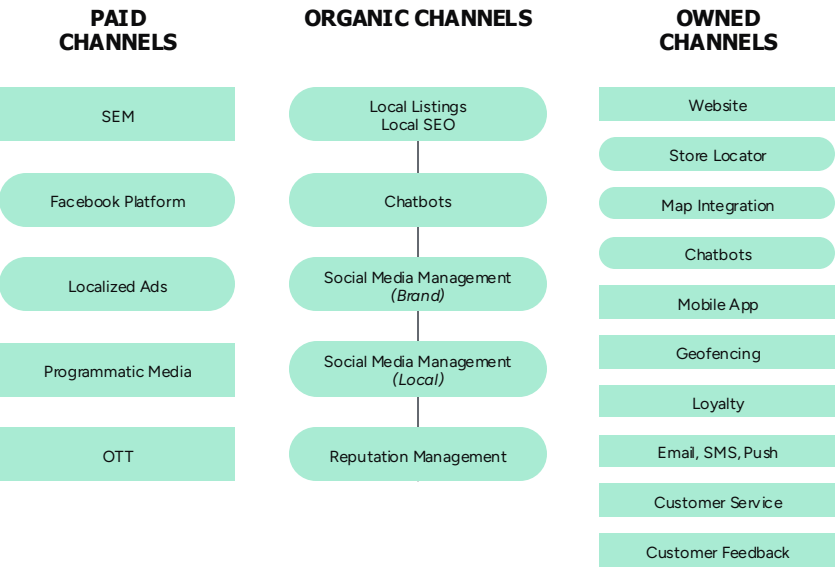 PAID
CHANNELS
SEM
Facebook Platform
Localized Ads
Programmatic Media
OTT
ORGANIC CHANNELS
Local Listings
Local SEO
Chatbots
Social Media Management
(Brand)
Social Media Management
(Local)
Reputation Management
OWNED
CHANNELS
Website
Store Locator
Map Integration
Chatbots
Mobile App
Geofencing
Loyalty
Email, SMS, Push
Customer Service
Customer Feedback